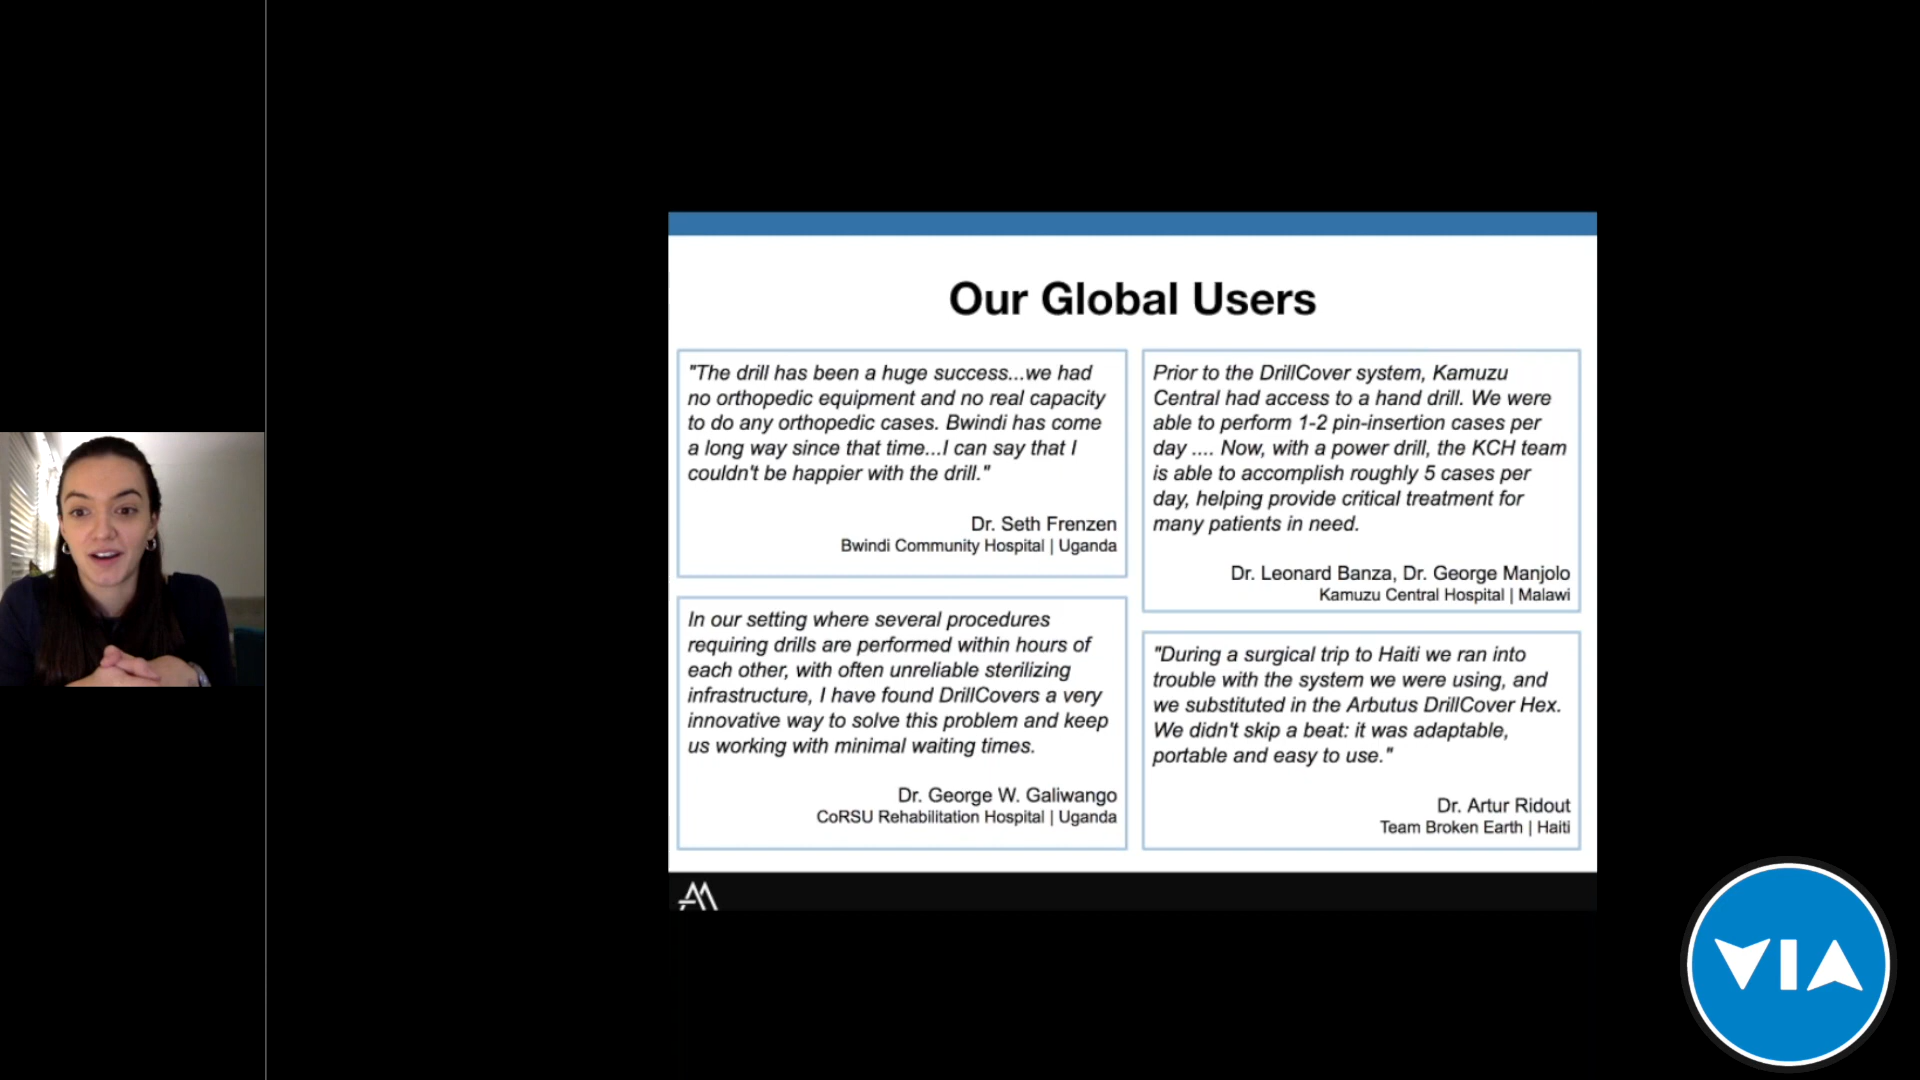 Our Global Users
"The drill has been a huge success...we had
no orthopedic equipment and no real capacity
to do any orthopedic cases. Bwindi has come
a long way since that time...I can say that I
couldn't be happier with the drill."
Dr. Seth Frenzen
Bwindi Community Hospital | Uganda
In our setting where several procedures
requiring drills are performed within hours of
each other, with often unreliable sterilizing
infrastructure, I have found DrillCovers a very
innovative way to solve this problem and keep
us working with minimal waiting times.
Dr. George W. Galiwango
CoRSU Rehabilitation Hospital | Uganda
Prior to the DrillCover system, Kamuzu
Central had access to a hand drill. We were
able to perform 1-2 pin-insertion cases per
day .... Now, with a power drill, the KCH team
is able to accomplish roughly 5 cases per
day, helping provide critical treatment for
many patients in need.
Dr. Leonard Banza, Dr. George Manjolo
Kamuzu Central Hospital | Malawi
"During a surgical trip to Haiti we ran into
trouble with the system we were using, and
we substituted in the Arbutus DrillCover Hex.
We didn't skip a beat: it was adaptable,
portable and easy to use."
Dr. Artur Ridout
Team Broken Earth | Haiti
VIA